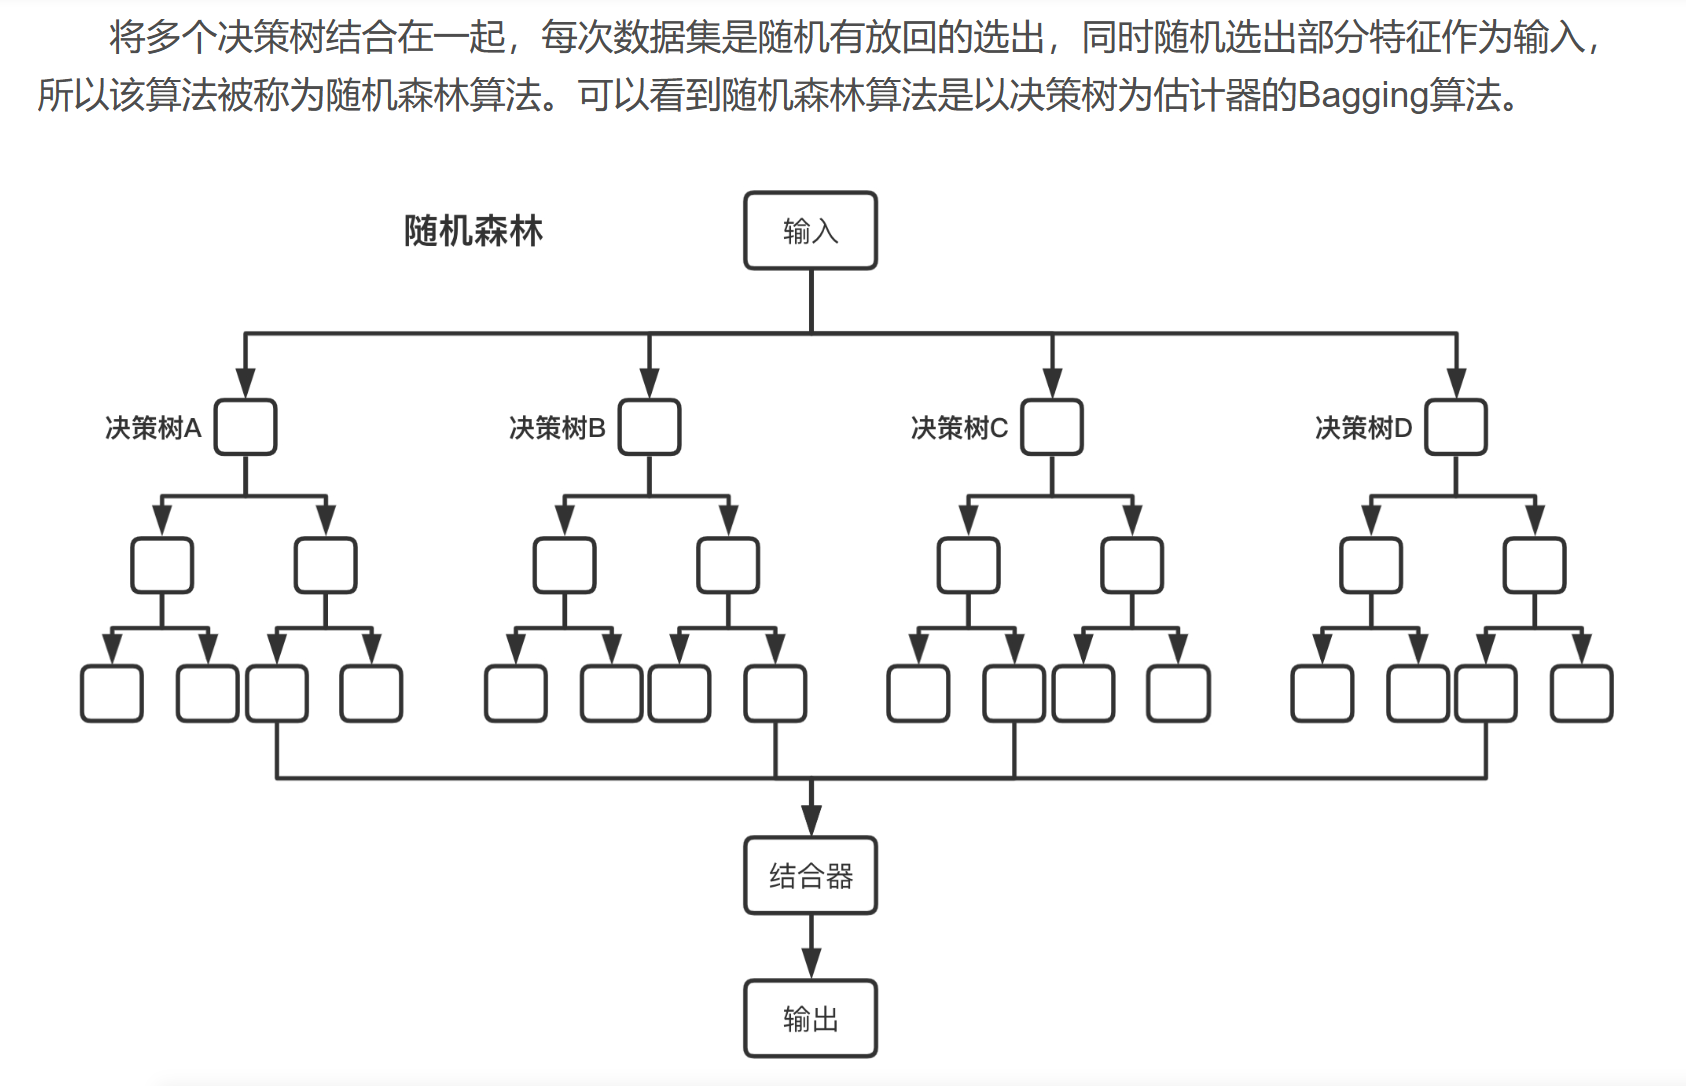 将多个决策树结合在一起，每次数据集是随机有放回的选出，同时随机选出部分特征作为输入，
所以该算法被称为随机森林算法。可以看到随机森林算法是以决策树为估计器的Bagging算法。
随机森林
输入
决策树A
决策树B
决策树C
决策树D
结合器
输出